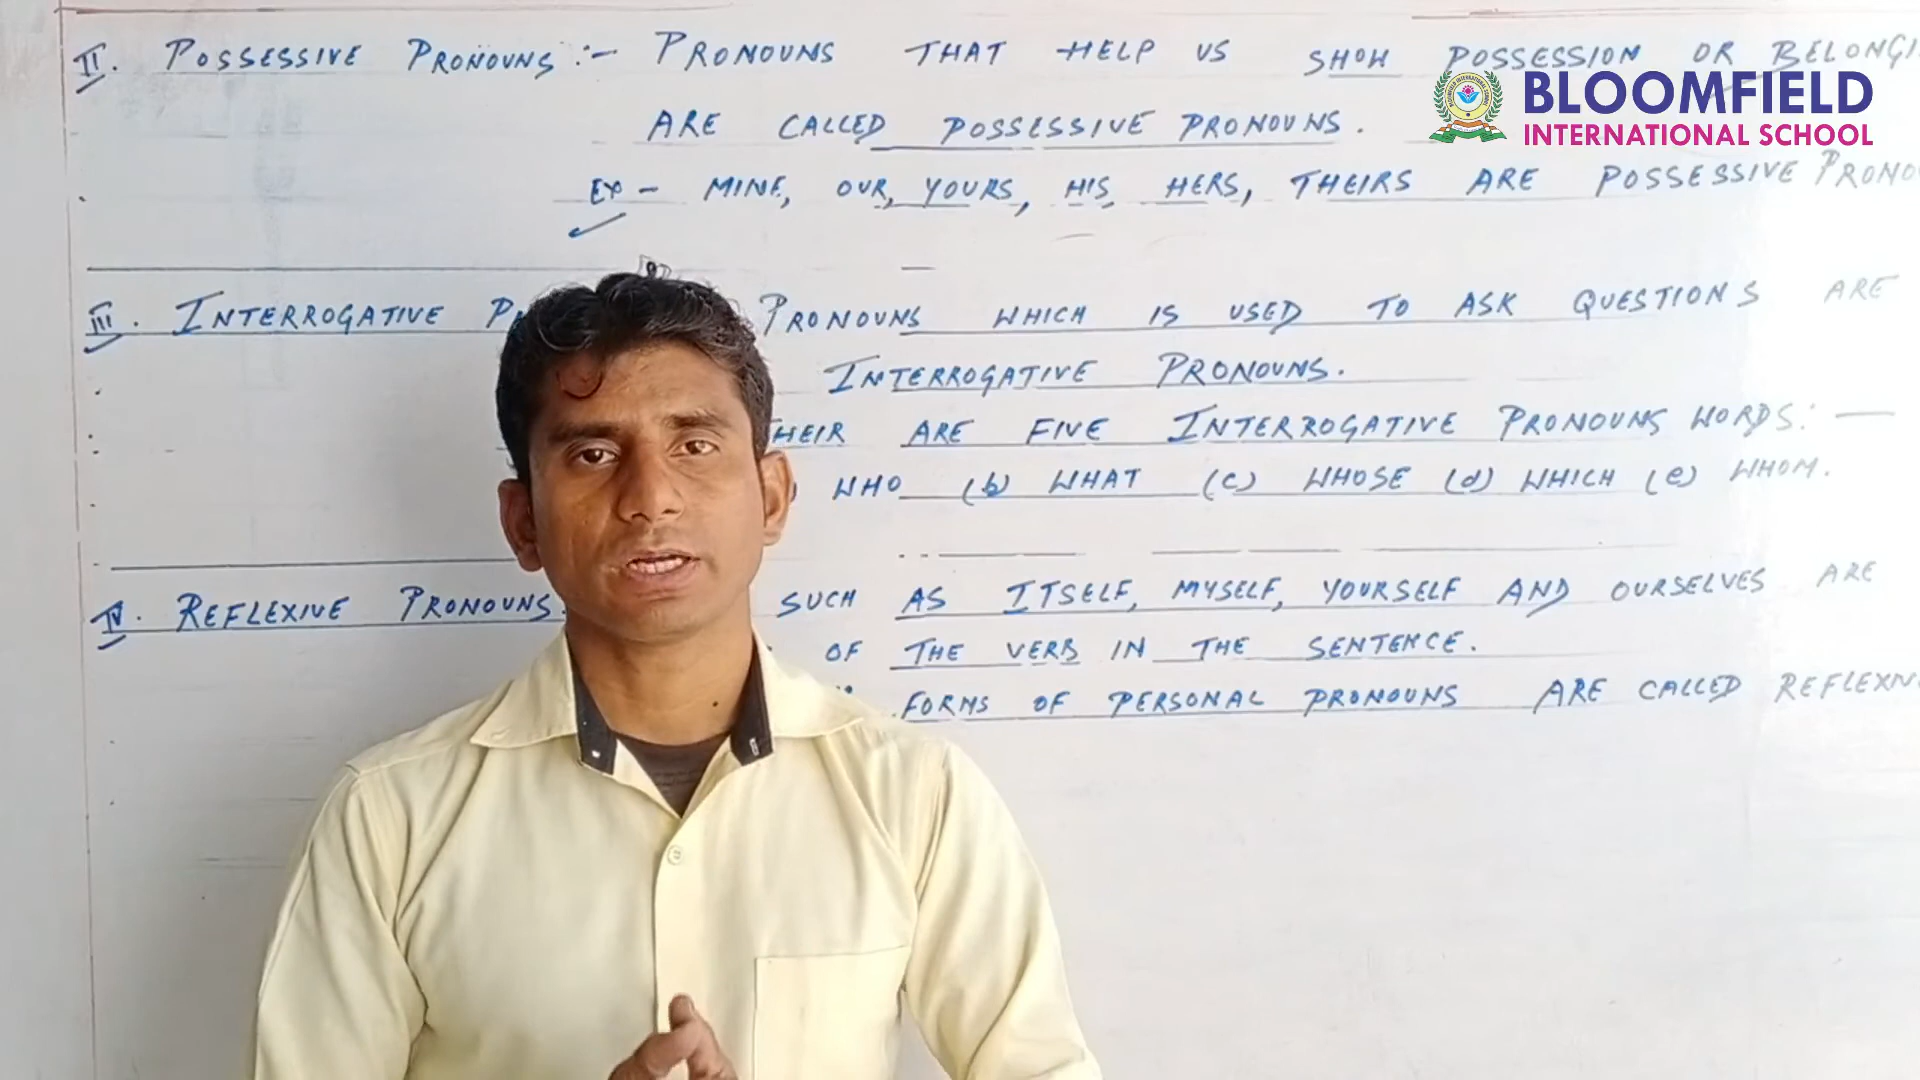 II. POSSESSIVE PRONOUNS :- PRONOUNS THAT HELP US SHOW POSSESSION OR
BLOOMFIELD
INTERNATIONAL SCHOOL
ARE CALLED POSSESSIVE PRONOUNS.
EX - MINE, OUR, YOURS, HIS, HERS, THEIRS ARE POSSESSIVE
III. INTERROGATIVE PRONOUNS WHICH IS USED TO ASK QUESTIONS ARE
INTERROGATIVE PRONOUNS.
HEIR ARE FIVE INTERROGATIVE PRONOUNS WORDS: —
WHO (b) WHAT (c) WHOSE (d) WHICH (e) WHOM.
IV. REFLEXIVE PRONOUNS. SUCH AS ITSELF, MYSELF, YOURSELF AND OURSELVES ARE
OF THE VERB IN THE SENTENCE.
FORMS OF PERSONAL PRONOUNS ARE CALLED